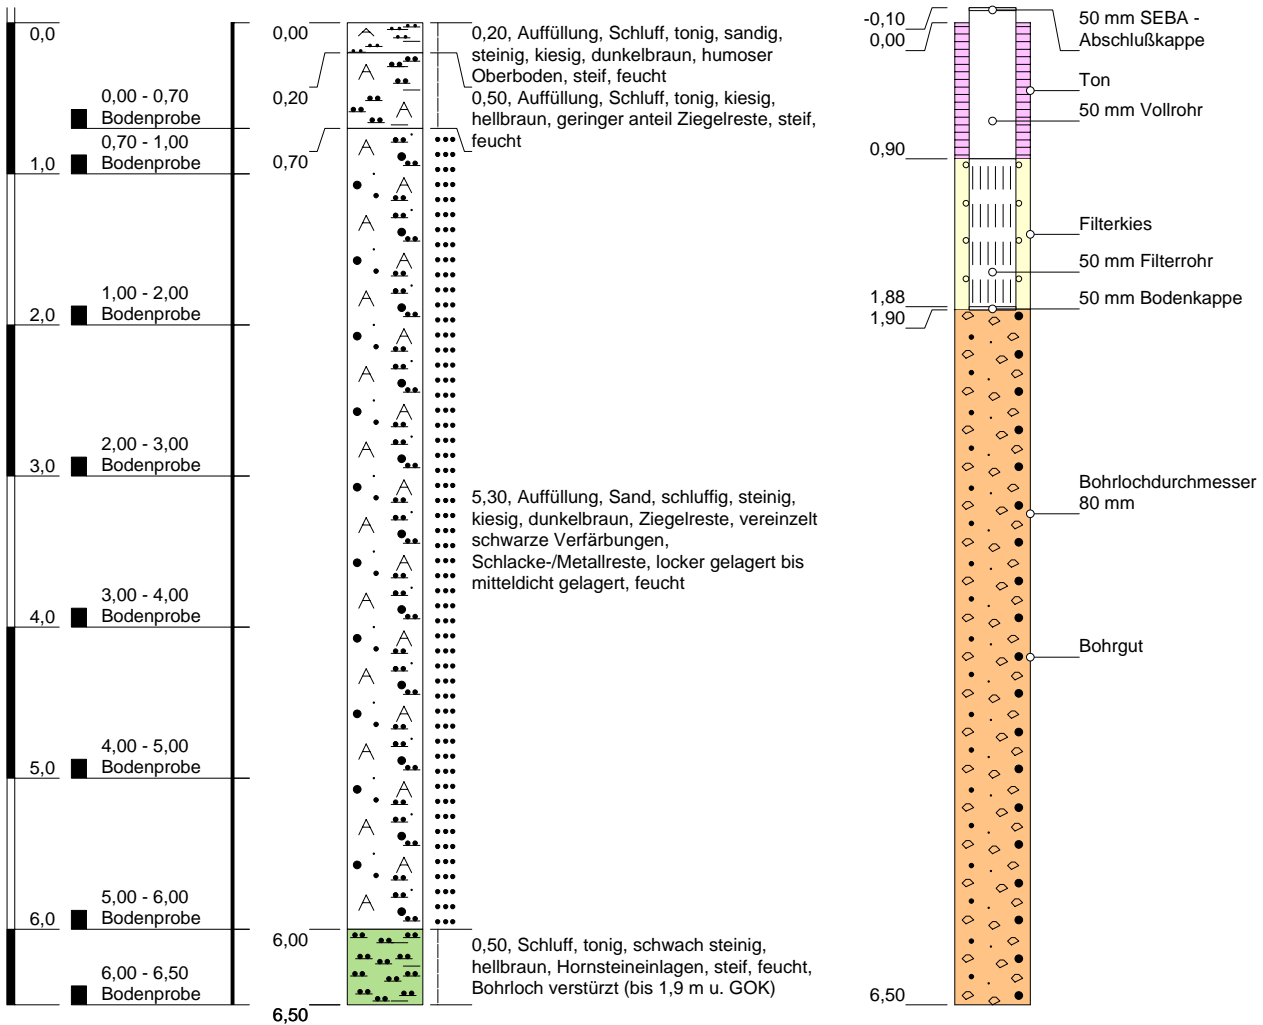 0,0
0,00 - 0,70
Bodenprobe
0,70 - 1,00
Bodenprobe
1,0
1,00 - 2,00
Bodenprobe
2,0
2,00 - 3,00
Bodenprobe
3,0
3,00 - 4,00
Bodenprobe
4,0
4,00 - 5,00
Bodenprobe
5,0
5,00 - 6,00
Bodenprobe
6,0
6,00 - 6,50
Bodenprobe
0,00
0,20
0,70
6,00
6,50
0,20, Auffüllung, Schluff, tonig, sandig,
steinig, kiesig, dunkelbraun, humoser
Oberboden, steif, feucht
0,50, Auffüllung, Schluff, tonig, kiesig,
hellbraun, geringer anteil Ziegelreste, steif,
feucht
5,30, Auffüllung, Sand, schluffig, steinig,
kiesig, dunkelbraun, Ziegelreste, vereinzelt
schwarze Verfärbungen,
Schlacke-/Metallreste, locker gelagert bis
mitteldicht gelagert, feucht
0,50, Schluff, tonig, schwach steinig,
hellbraun, Hornsteineinlagen, steif, feucht,
Bohrloch verstürzt (bis 1,9 m u. GOK)
-0,10
0,00
0,90
1,88
1,90
6,50
50 mm SEBA -
Abschlußkappe
Ton
50 mm Vollrohr
Filterkies
50 mm Filterrohr
50 mm Bodenkappe
Bohrlochdurchmesser
80 mm
Bohrgut